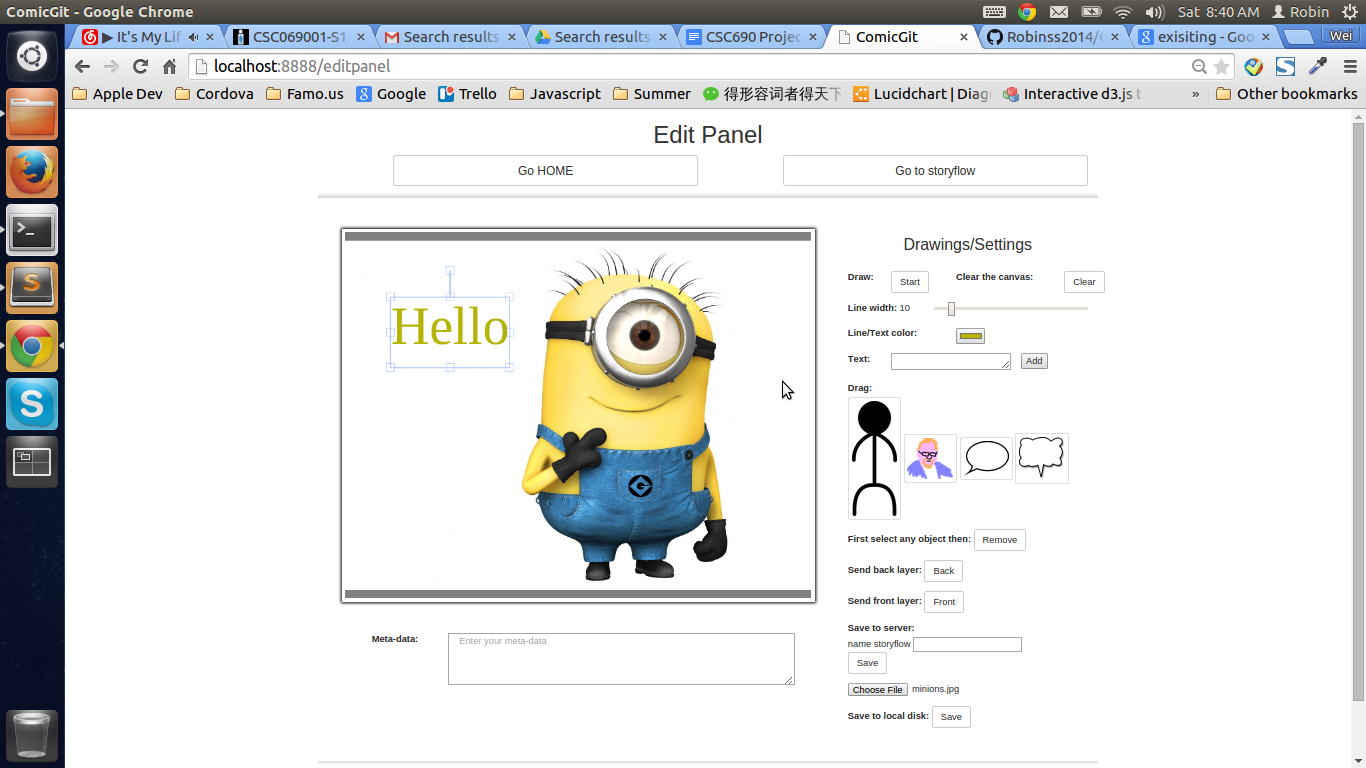 ComicGit - Google Chrome
Sat 8:40 AM Robin
▶ It's My Lif
CSC069001-S1
Search results
Search results
CSC690 Projec
ComicGit
Robinss2014/
exisiting - Goo
Wei
localhost:8888/editpanel
Apple Dev
Cordova
Famo.us
Google
Trello
Javascript
Summer
得形容词者得天下
Lucidchart | Diag
Interactive d3.js t
»
Other bookmarks
Edit Panel
Go HOME
Go to storyflow
Hello
Drawings/Settings
Draw: Start Clear the canvas: Clear
Line width: 10
Line/Text color:
Text: Add
Drag:
First select any object then: Remove
Send back layer: Back
Send front layer: Front
Save to server:
name storyflow
Save
Choose File minions.jpg
Save to local disk: Save
Meta-data: Enter your meta-data